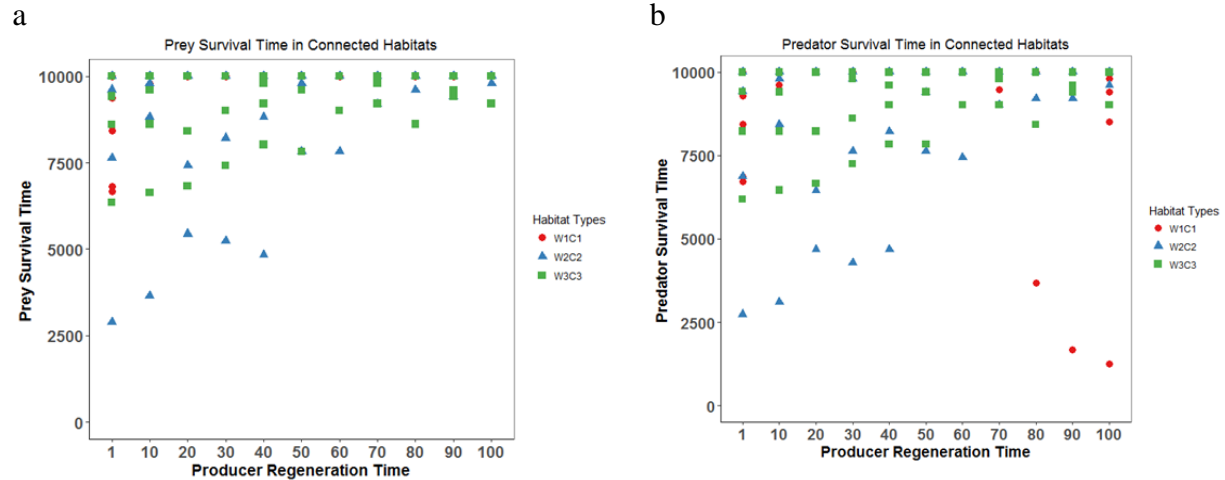 a
Prey Survival Time in Connected Habitats
Prey Survival Time
10000
7500
5000
2500
0
1 10 20 30 40 50 60 70 80 90 100
Producer Regeneration Time
Habitat Types
W1C1
W2C2
W3C3
b
Predator Survival Time in Connected Habitats
Predator Survival Time
10000
7500
5000
2500
0
1 10 20 30 40 50 60 70 80 90 100
Producer Regeneration Time
Habitat Types
W1C1
W2C2
W3C3